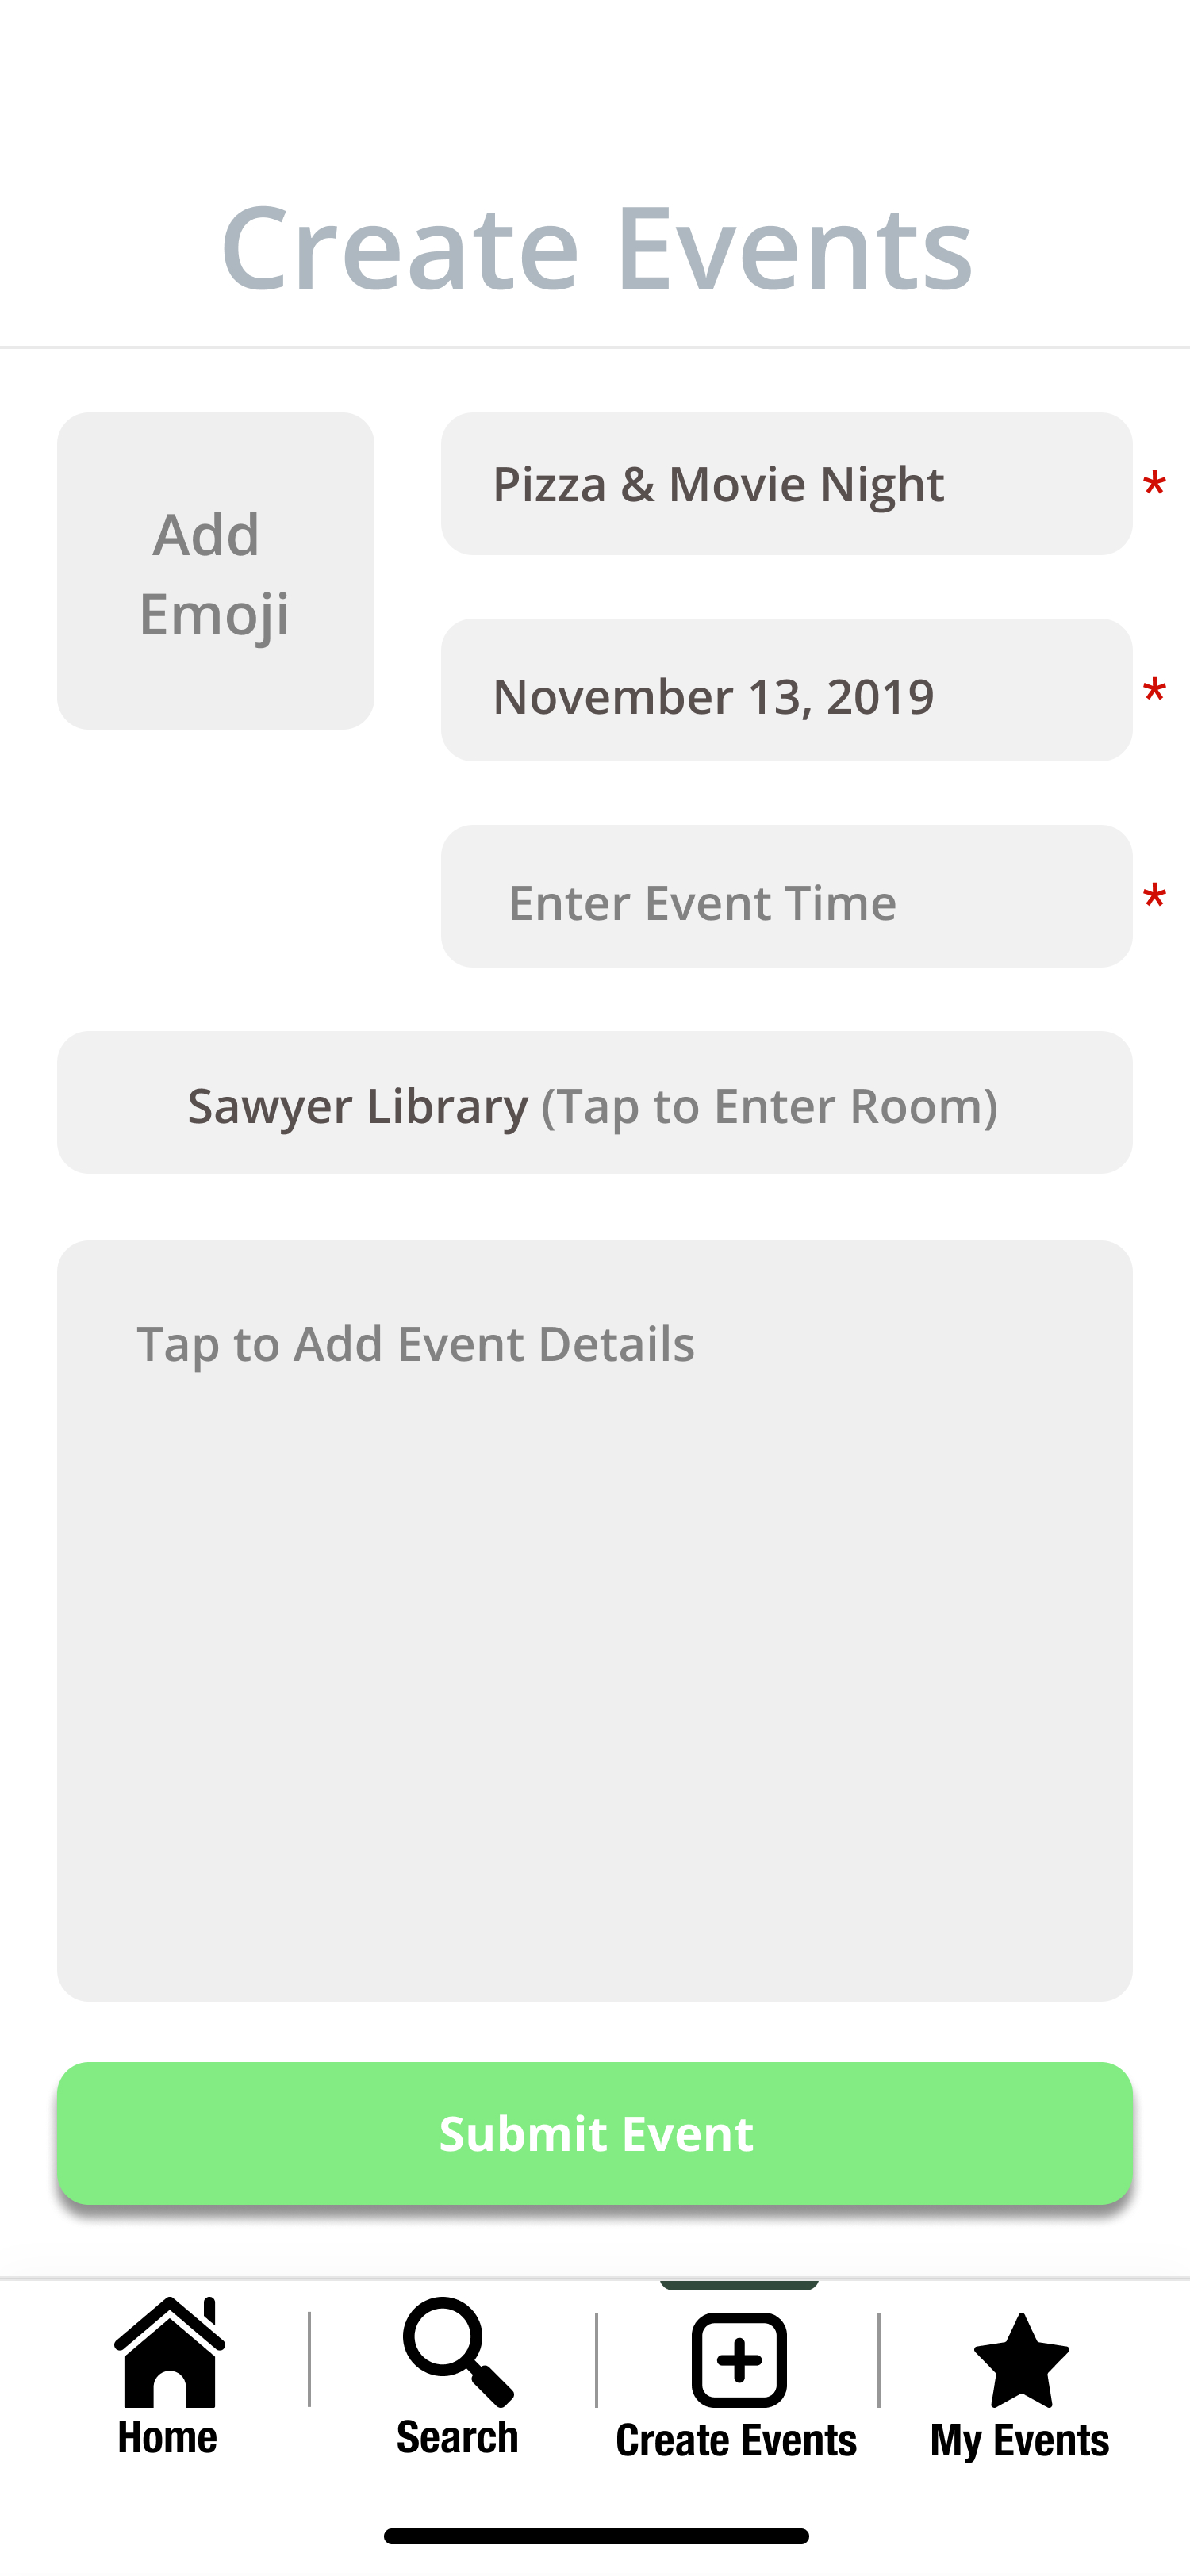 Create Events
Add
Emoji
Pizza & Movie Night *
November 13, 2019 *
Enter Event Time *
Sawyer Library (Tap to Enter Room)
Tap to Add Event Details
Submit Event
Home
Search
Create Events
My Events